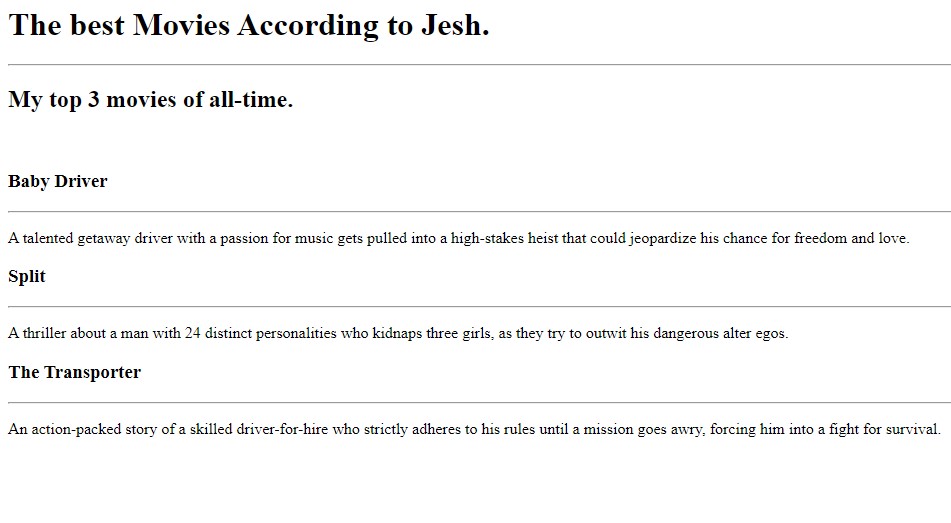 The best Movies According to Jesh.
My top 3 movies of all-time.
Baby Driver
A talented getaway driver with a passion for music gets pulled into a high-stakes heist that could jeopardize his chance for freedom and love.
Split
A thriller about a man with 24 distinct personalities who kidnaps three girls, as they try to outwit his dangerous alter egos.
The Transporter
An action-packed story of a skilled driver-for-hire who strictly adheres to his rules until a mission goes awry, forcing him into a fight for survival.